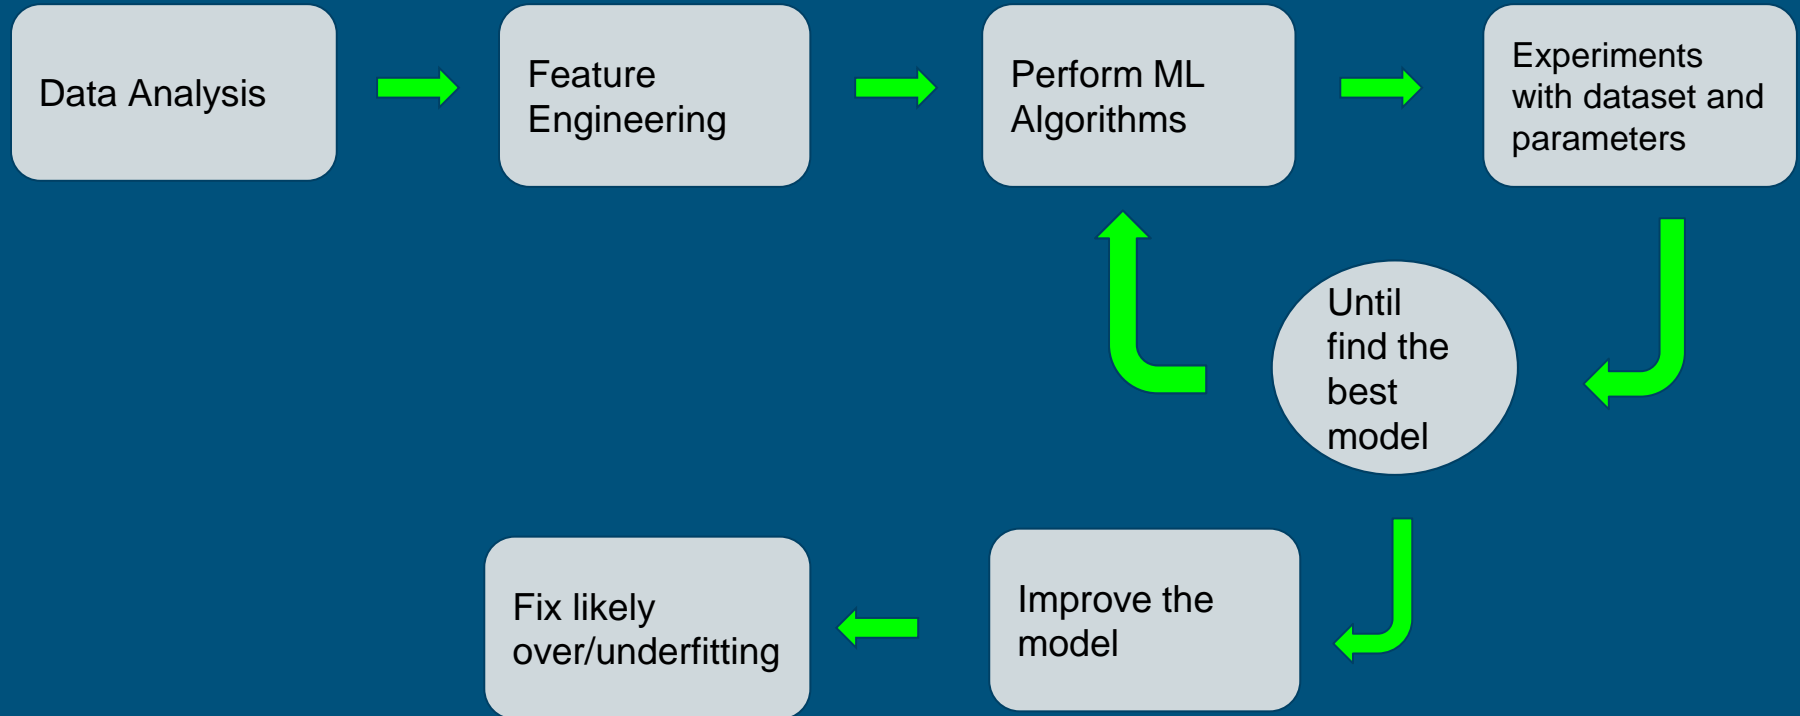 Data Analysis
Feature
Engineering
Perform ML
Algorithms
Experiments
with dataset and
parameters
Until
find the
best
model
Improve the
model
Fix likely
over/underfitting